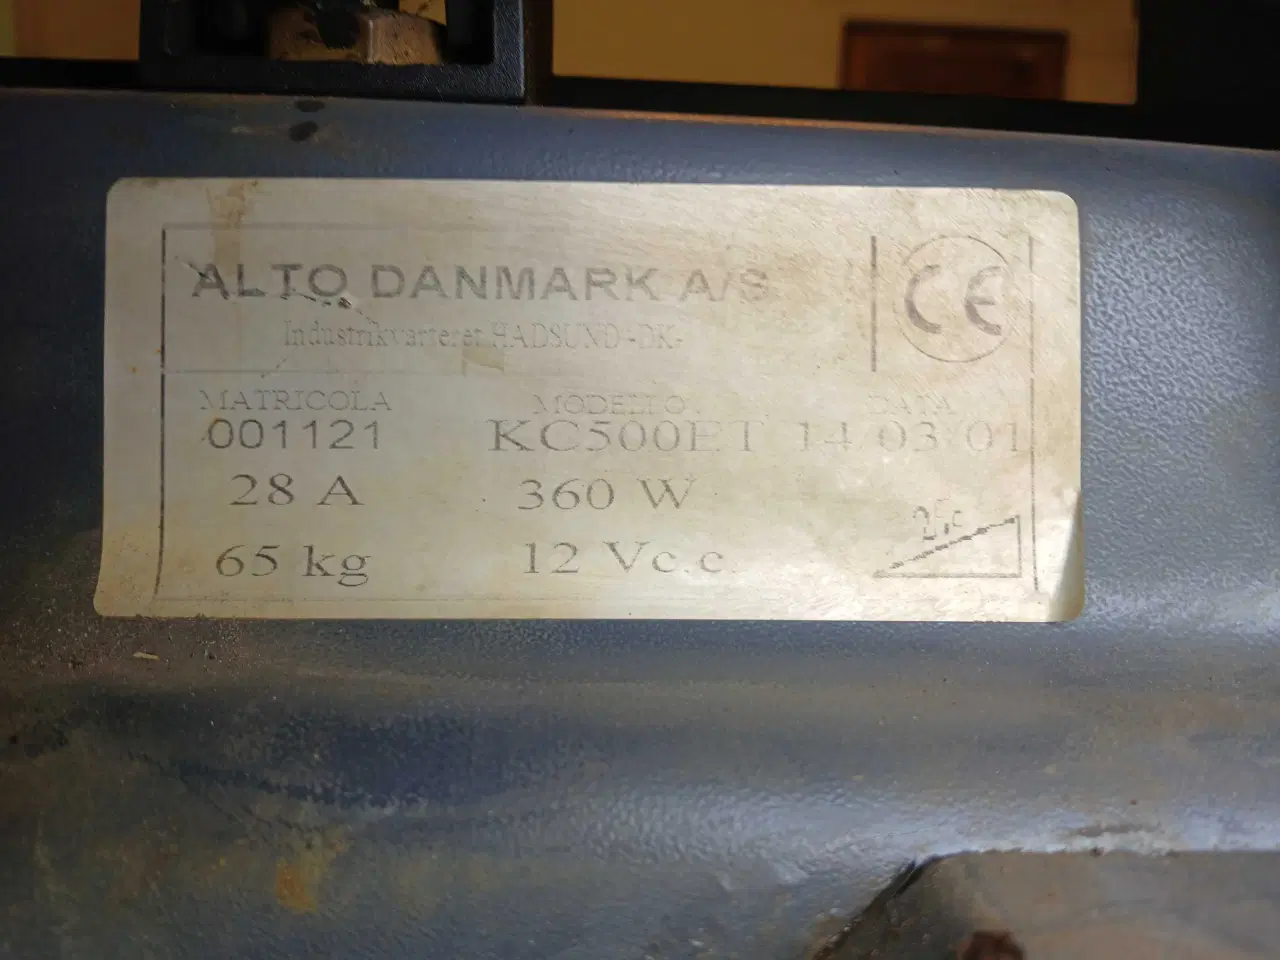 ALTO DANMARK A/S
CE
Industrikvarteret HADSUND -DK-
MATRICOLA MODELLO DATA
001121 KC500ET 14 03 01
28 A 360 W
65 kg 12 Vc.c.